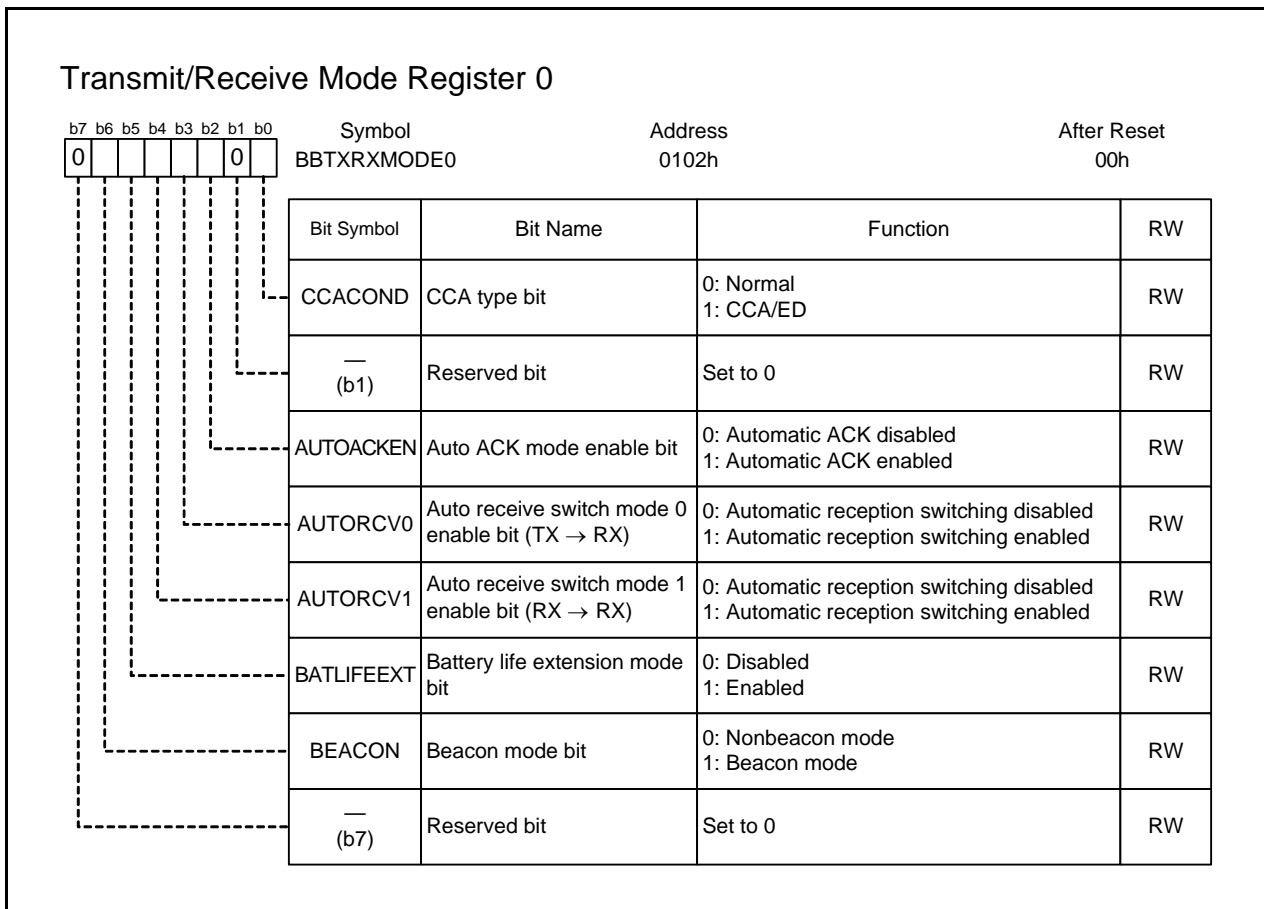 Transmit/Receive Mode Register 0
b7 b6 b5 b4 b3 b2 b1 b0 Symbol Address After Reset
0 0 BBTXRXMODE0 0102h 00h
Bit Symbol Bit Name Function RW
CCACOND CCA type bit 0: Normal
1: CCA/ED RW
—
(b1) Reserved bit Set to 0 RW
AUTOACKEN Auto ACK mode enable bit 0: Automatic ACK disabled
1: Automatic ACK enabled RW
AUTORCV0 Auto receive switch mode 0
enable bit (TX → RX) 0: Automatic reception switching disabled
1: Automatic reception switching enabled RW
AUTORCV1 Auto receive switch mode 1
enable bit (RX → RX) 0: Automatic reception switching disabled
1: Automatic reception switching enabled RW
BATLIFEEXT Battery life extension mode
bit 0: Disabled
1: Enabled RW
BEACON Beacon mode bit 0: Nonbeacon mode
1: Beacon mode RW
—
(b7) Reserved bit Set to 0 RW